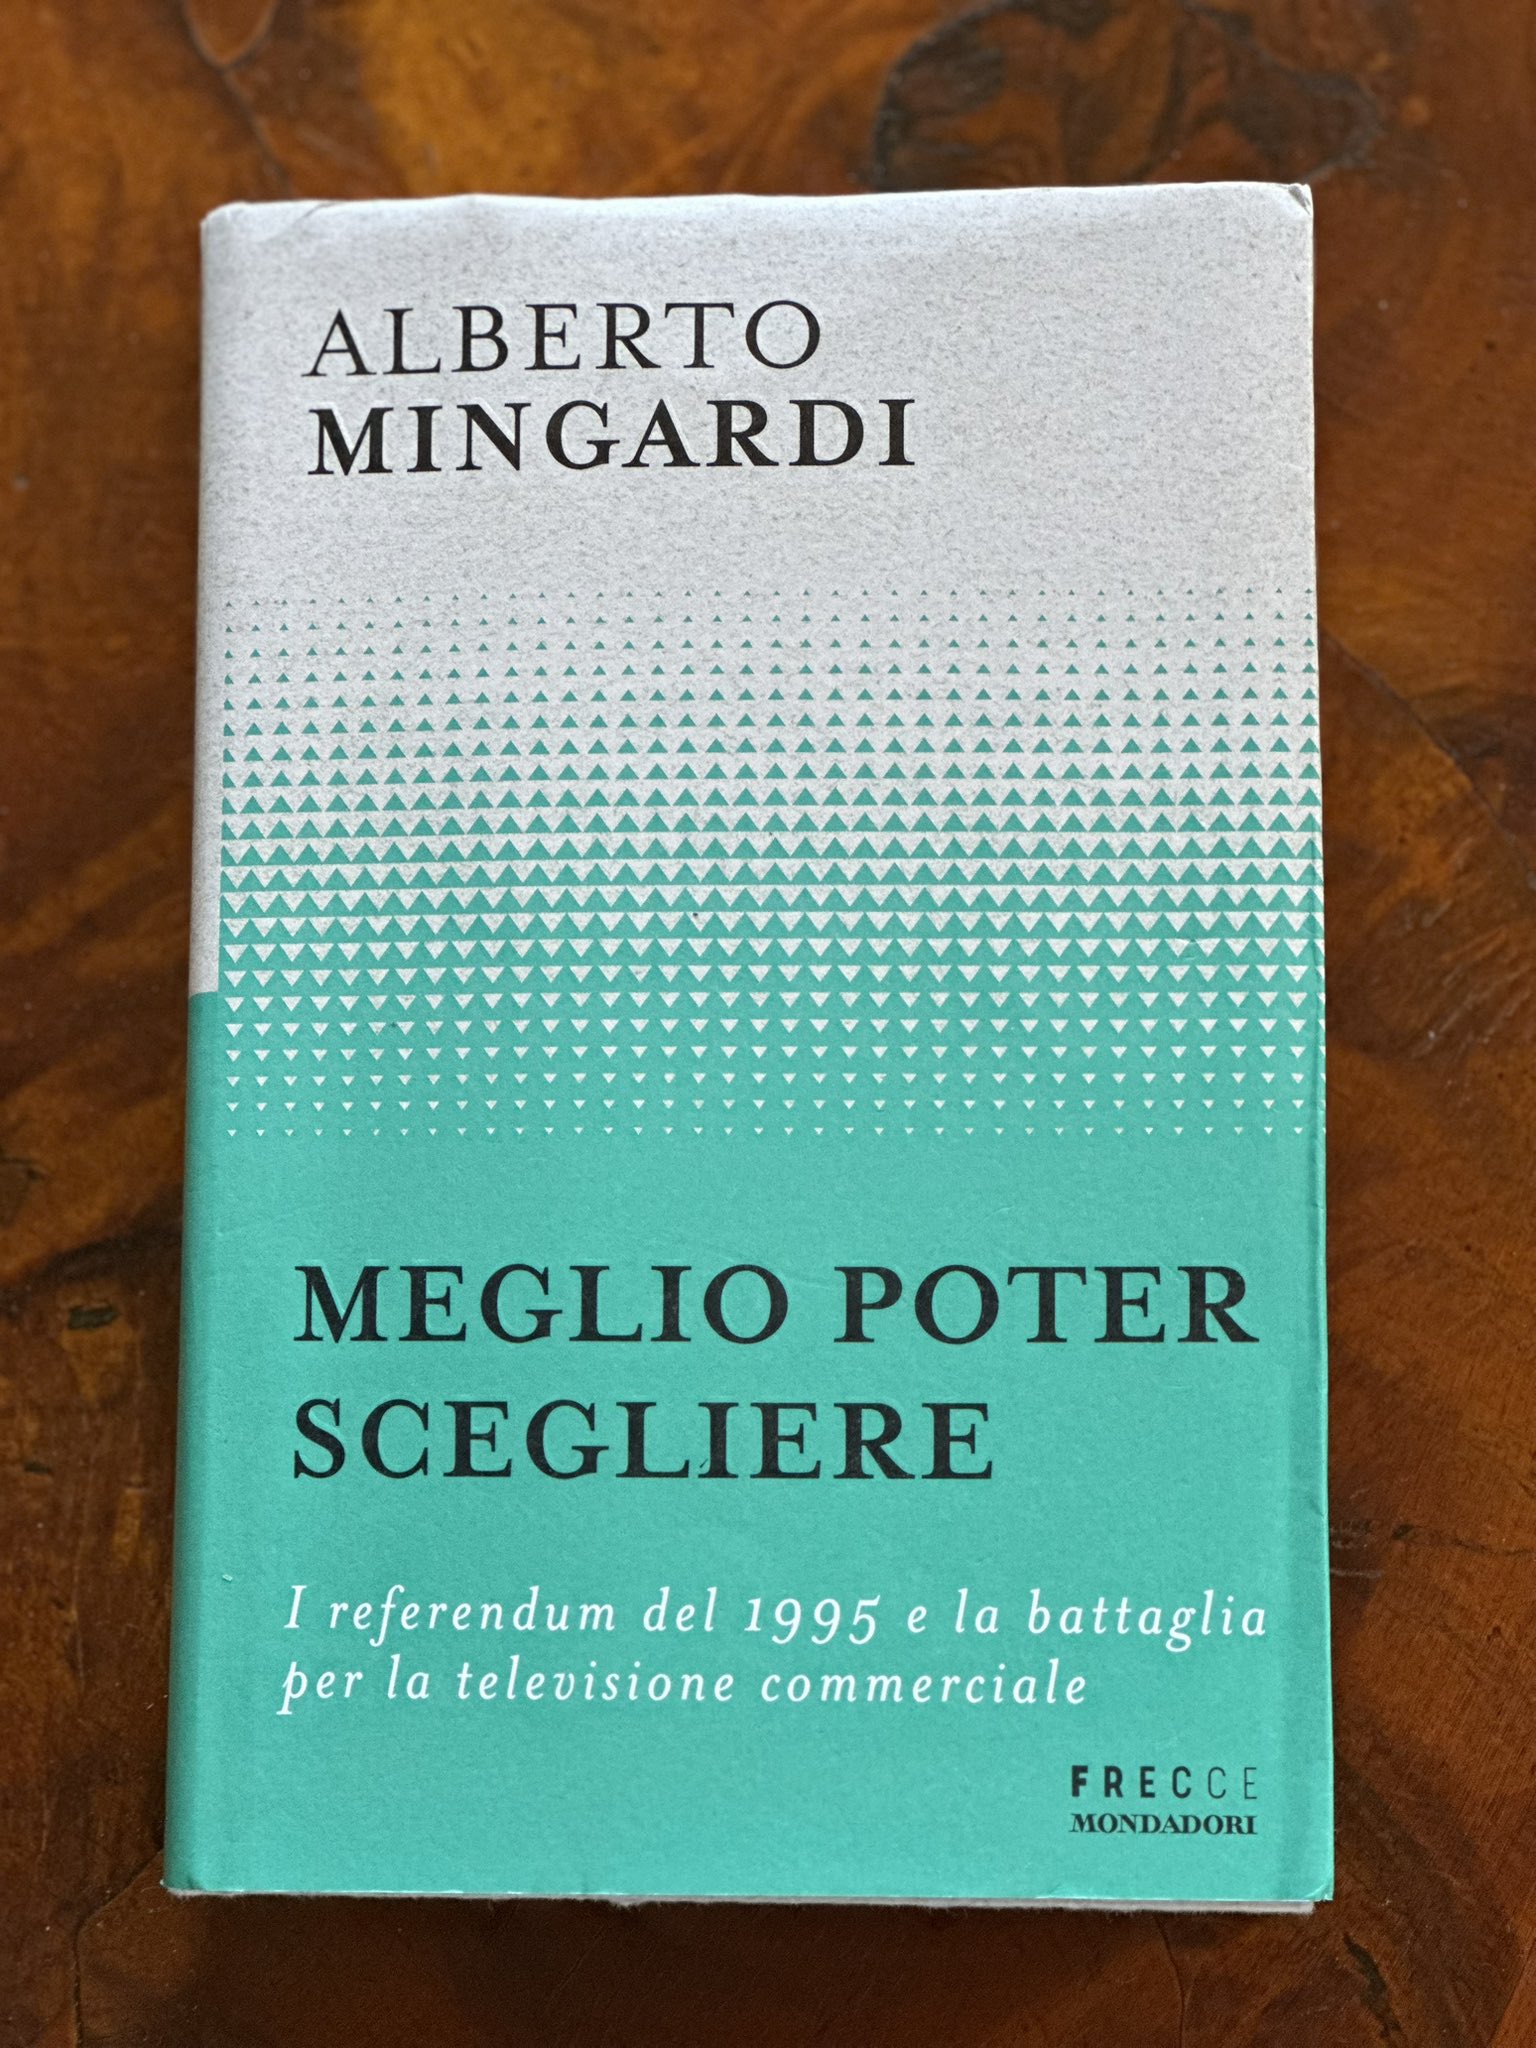 ALBERTO
MINGARDI
MEGLIO POTER
SCEGLIERE
I referendum del 1995 e la battaglia
per la televisione commerciale
FRECCE
MONDADORI